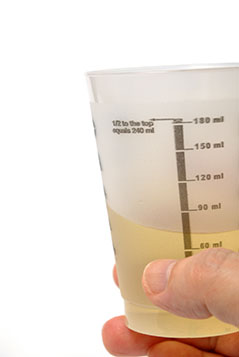 1/2 to the top
equals 240 ml
180 ml
150 ml
120 ml
90 ml
60 ml